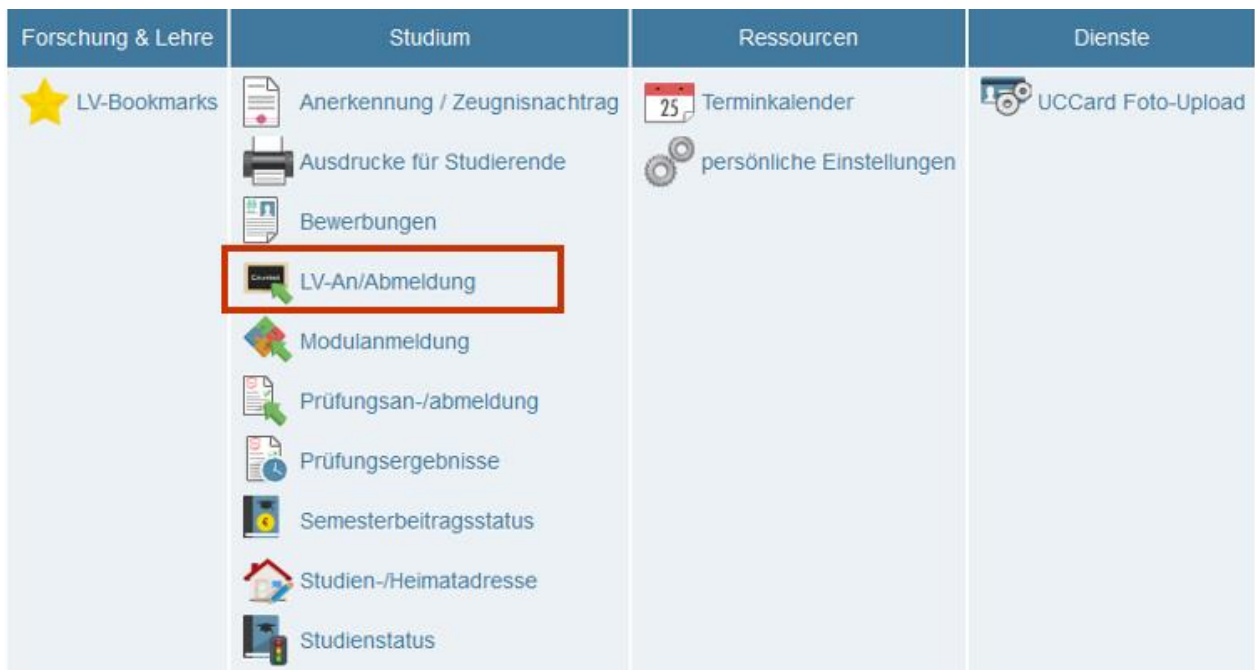 Forschung & Lehre
Studium
Ressourcen
Dienste
LV-Bookmarks
Anerkennung / Zeugnisnachtrag
25
Terminkalender
UCCard Foto-Upload
Ausdrucke für Studierende
persönliche Einstellungen
Bewerbungen
LV-An/Abmeldung
Modulanmeldung
Prüfungsan-/abmeldung
Prüfungsergebnisse
Semesterbeitragsstatus
Studien-/Heimatadresse
Studienstatus